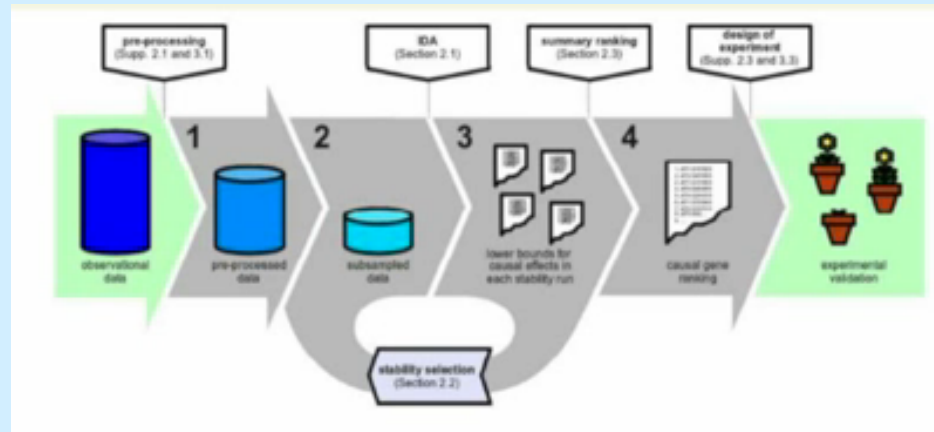 pre-processing
(Supp. 2.1 and 3.1)
IDA
(Section 2.1)
summary ranking
(Section 2.3)
design of
experiment
(Supp. 2.3 and 3.3)
1
2
3
4
observational
data
pre-processed
data
subsampled
data
lower bounds for
causal effects in
each stability run
causal gene
ranking
experimental
validation
stability selection
(Section 2.2)